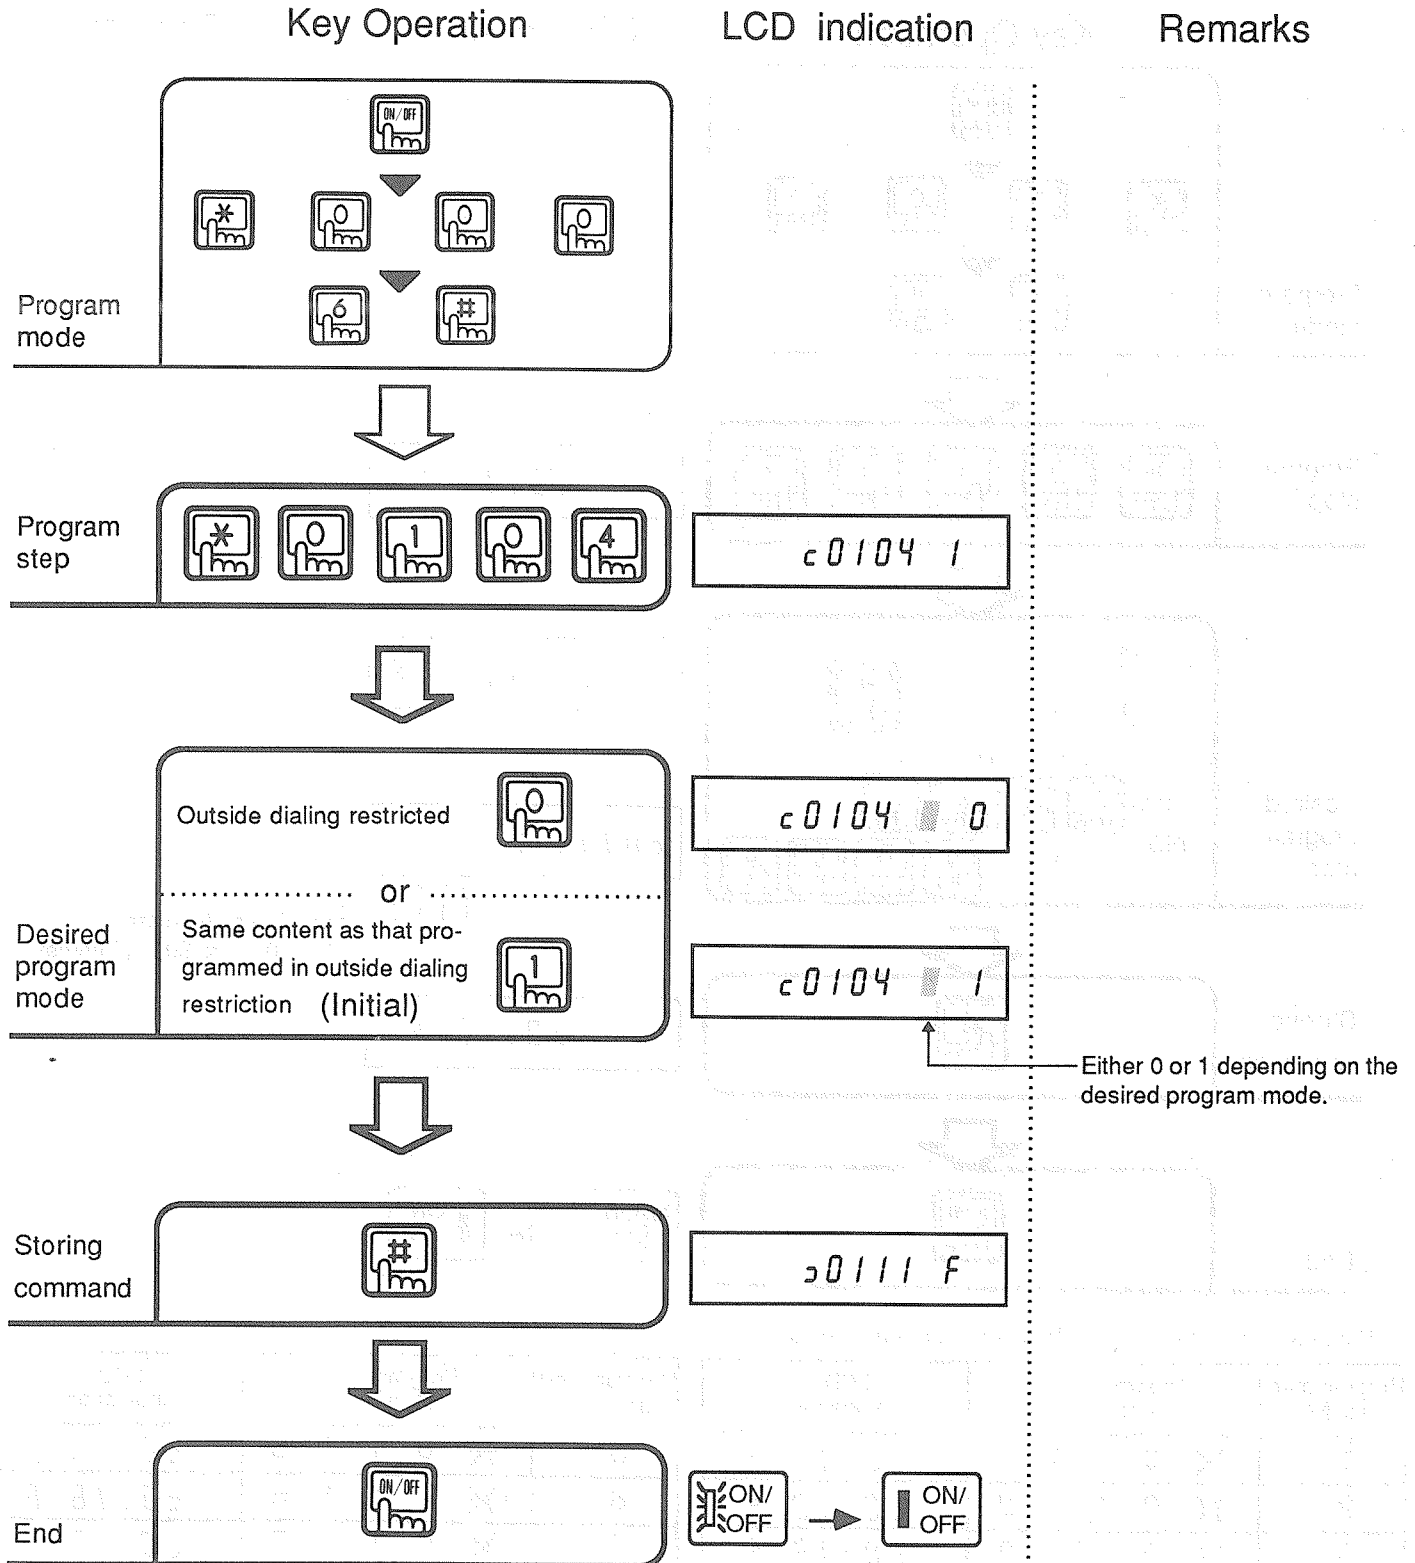 Key Operation
LCD indication
Remarks
ON/OFF
* 0 0 0
Program
mode
6 #
Program
step
* 0 1 0 4
c0104 1
Outside dialing restricted
0
c0104 0
or
Desired
program
mode
Same content as that pro-
grammed in outside dialing
restriction (Initial)
1
c0104 1
Either 0 or 1 depending on the
desired program mode.
Storing
command
#
ɔ0111 F
End
ON/OFF
ON/
OFF
ON/
OFF